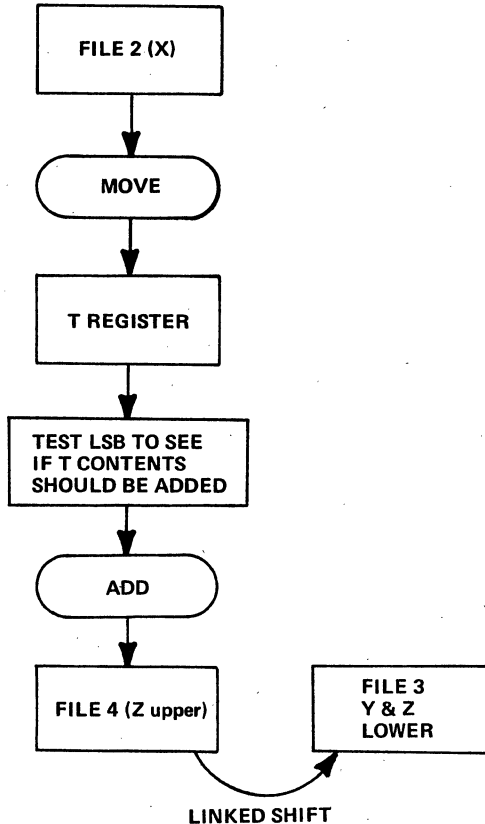 FILE 2 (X)
MOVE
T REGISTER
TEST LSB TO SEE
IF T CONTENTS
SHOULD BE ADDED
ADD
FILE 4 (Z upper)
FILE 3
Y & Z
LOWER
LINKED SHIFT